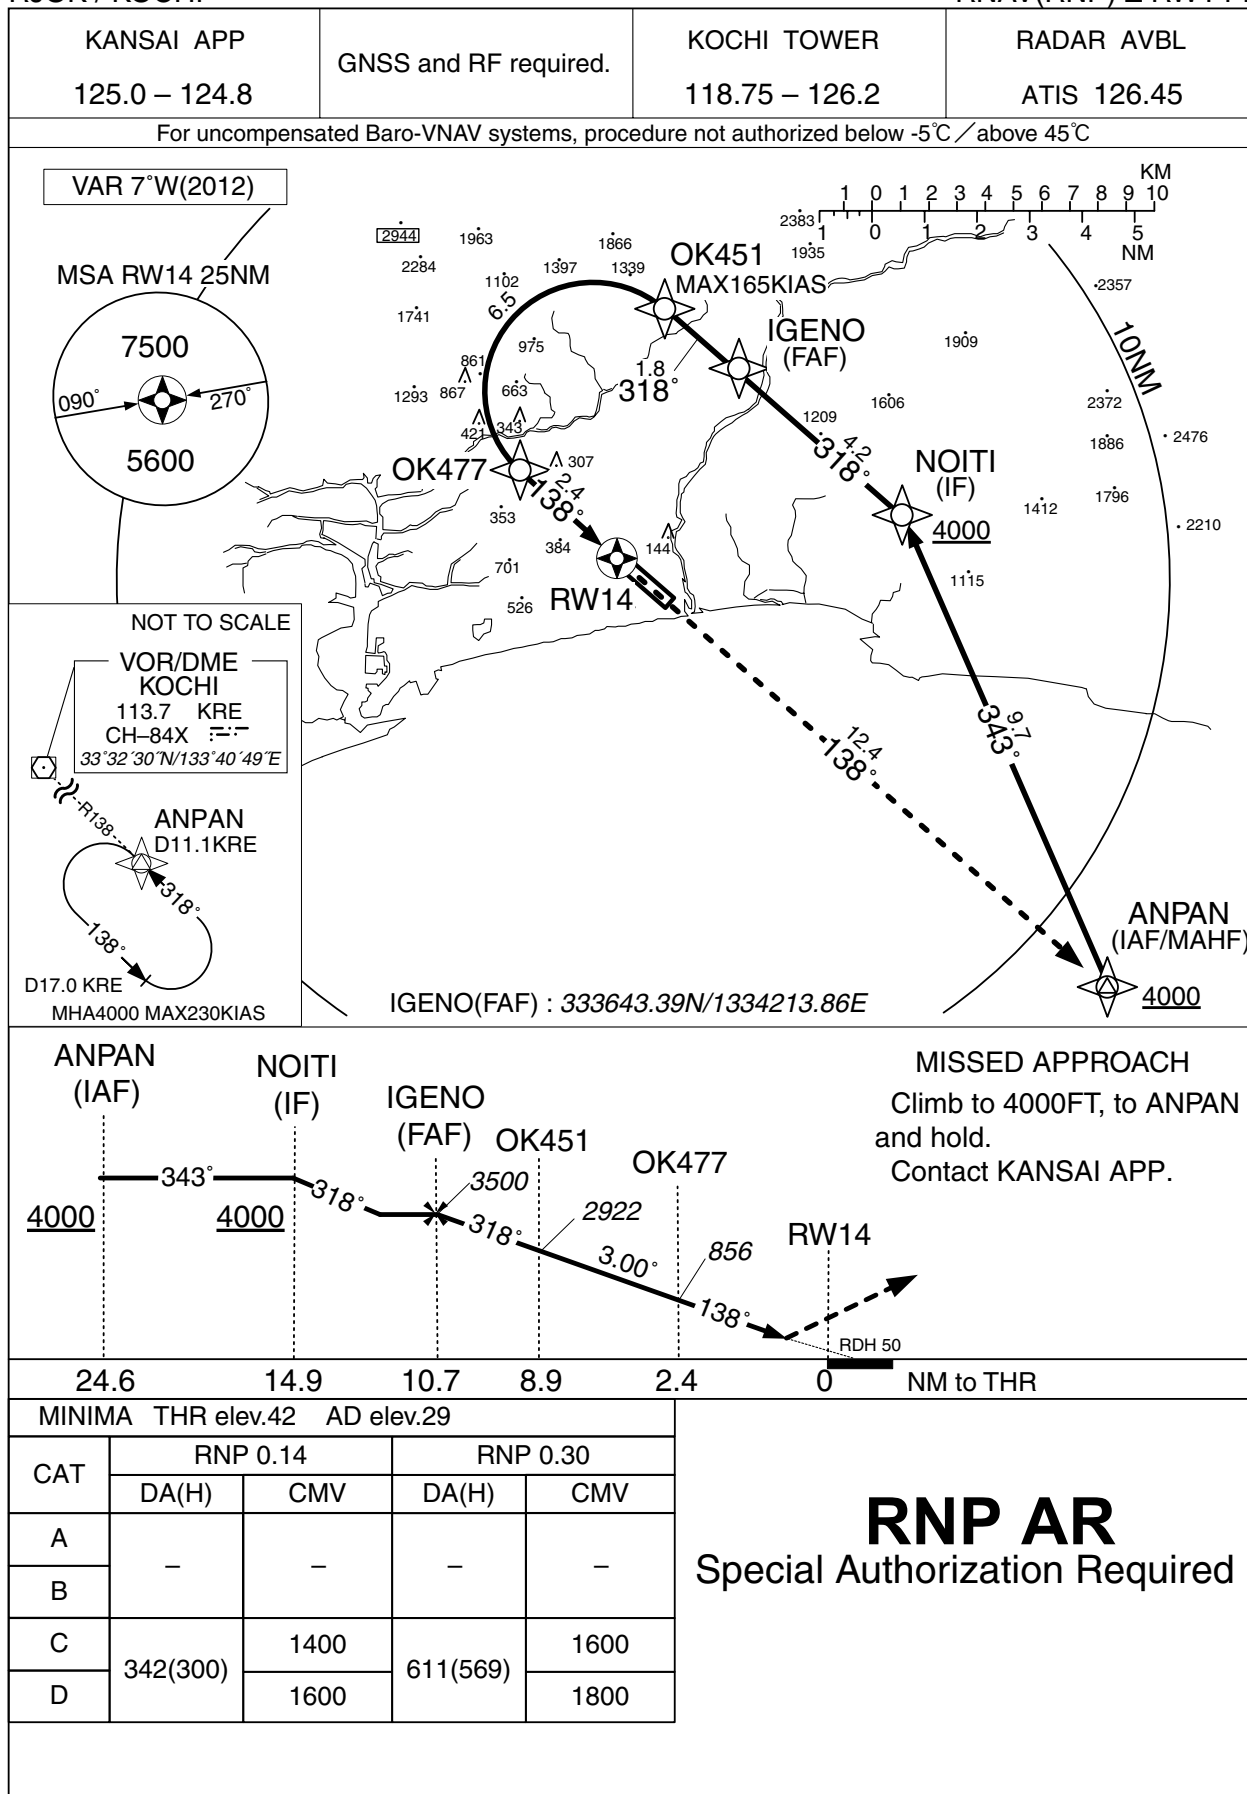 KANSAI APP
125.0 – 124.8
GNSS and RF required.
KOCHI TOWER
118.75 – 126.2
RADAR AVBL
ATIS 126.45
For uncompensated Baro-VNAV systems, procedure not authorized below -5℃／above 45℃
VAR 7°W(2012)
MSA RW14 25NM
7500
090°
270°
5600
KM
1 0 1 2 3 4 5 6 7 8 9 10
1 0 1 2 3 4 5
NM
2944
1963
1866
2383
1935
2284
1102
1397
1339
2357
1741
975
1909
861
867
1293
663
421
343
307
1209
1606
2372
1886
2476
1796
1412
2210
353
384
144
701
526
1115
10NM
OK451
MAX165KIAS
IGENO
(FAF)
6.5
1.8
318°
4.2
318°
NOITI
(IF)
4000
OK477
2.4
138°
RW14
12.4
138°
9.7
343°
ANPAN
(IAF/MAHF)
4000
NOT TO SCALE
VOR/DME
KOCHI
113.7 KRE
CH–84X
33°32´30˝N/133°40´49˝E
R138
ANPAN
D11.1KRE
318°
138°
D17.0 KRE
MHA4000 MAX230KIAS
IGENO(FAF) : 333643.39N/1334213.86E
ANPAN
(IAF)
NOITI
(IF)
IGENO
(FAF)
OK451
OK477
RW14
343°
318°
3500
318°
2922
3.00°
856
138°
4000
4000
RDH 50
24.6 14.9 10.7 8.9 2.4 0 NM to THR
MISSED APPROACH
Climb to 4000FT, to ANPAN
and hold.
Contact KANSAI APP.
MINIMA THR elev.42 AD elev.29
CAT
RNP 0.14
RNP 0.30
DA(H) CMV DA(H) CMV
A
B
– – – –
C
D
342(300)
1400
1600
611(569)
1600
1800
RNP AR
Special Authorization Required